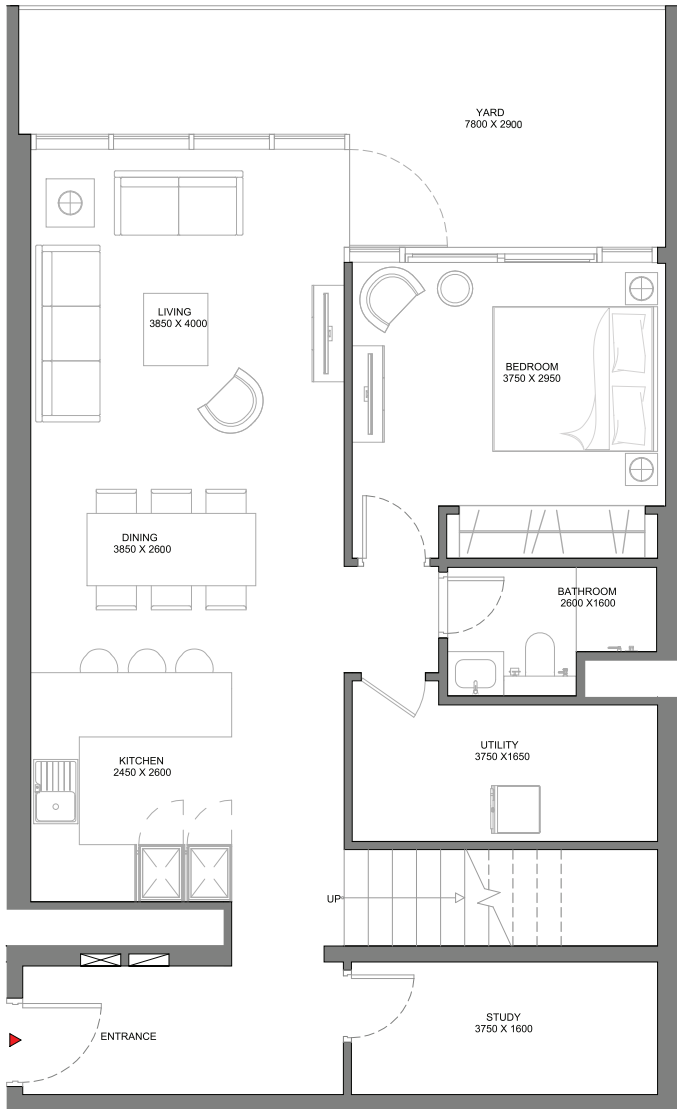 YARD
7800 X 2900
LIVING
3850 X 4000
BEDROOM
3750 X 2950
DINING
3850 X 2600
BATHROOM
2600 X1600
KITCHEN
2450 X 2600
UTILITY
3750 X1650
UP
STUDY
3750 X 1600
ENTRANCE